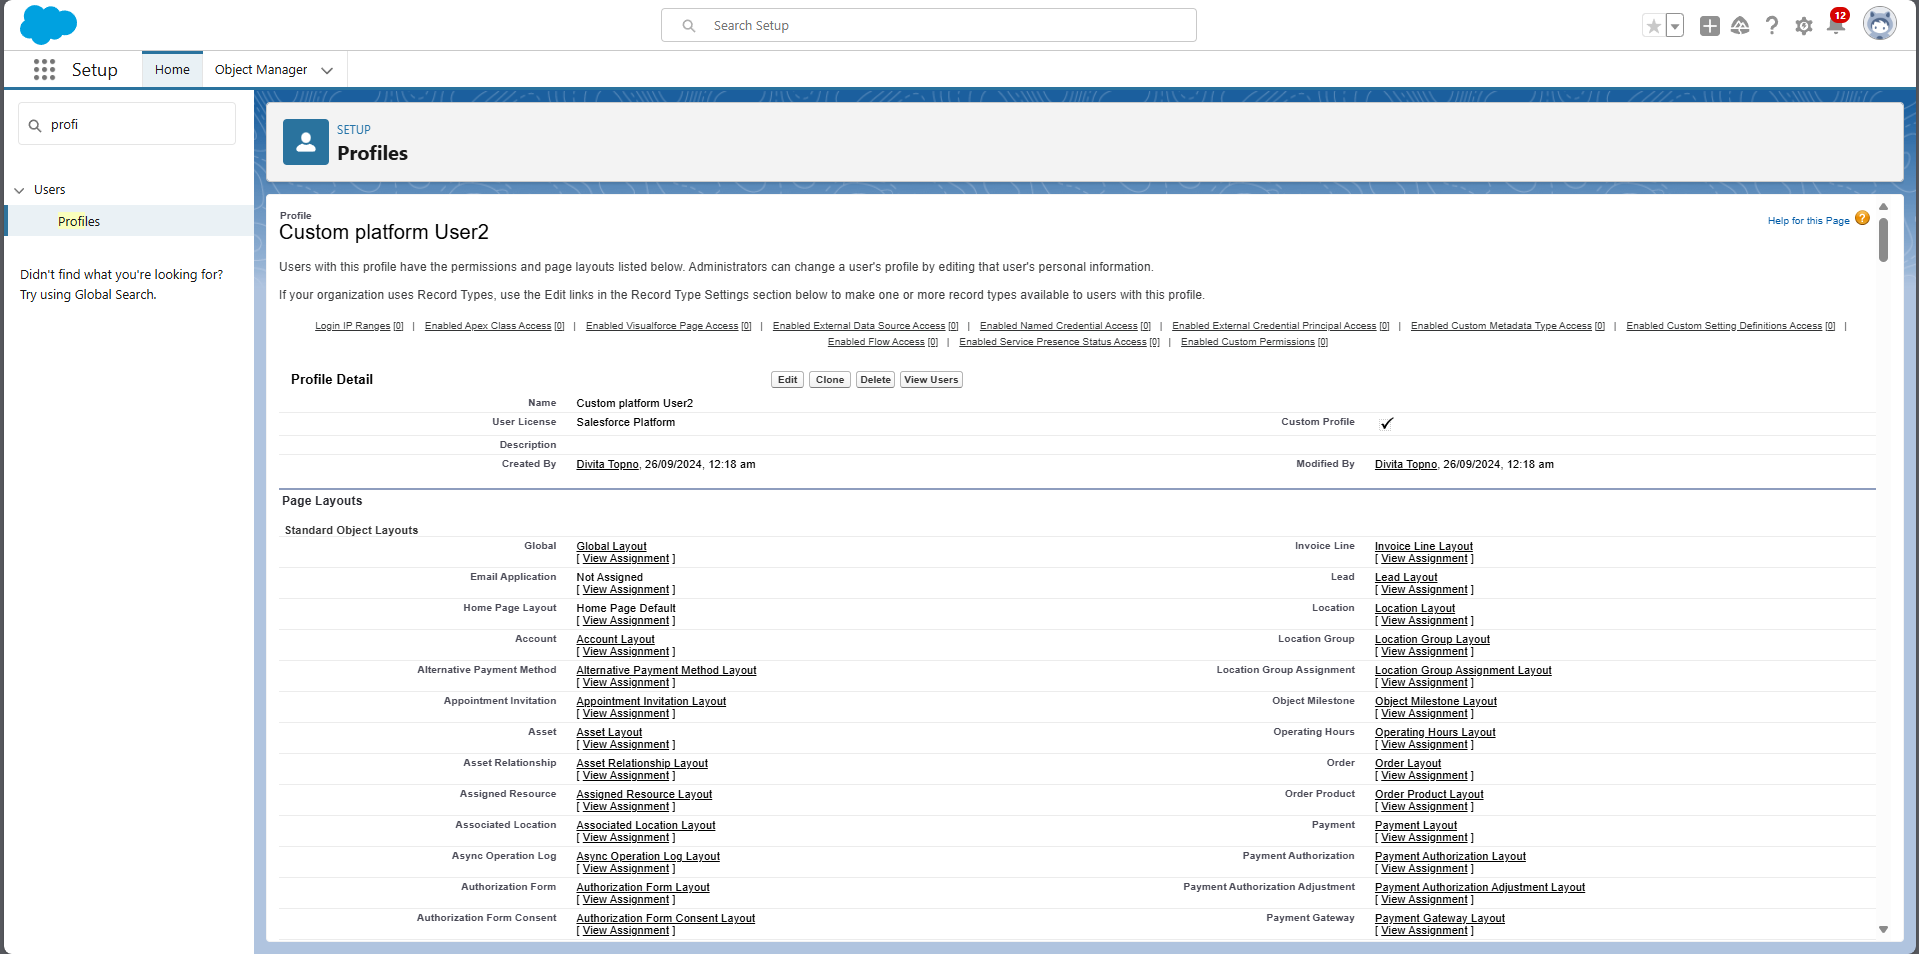 Search Setup
12
Setup
Home
Object Manager
profi
Users
Profiles
Didn't find what you're looking for?
Try using Global Search.
SETUP
Profiles
Profile
Custom platform User2
Help for this Page ?
Users with this profile have the permissions and page layouts listed below. Administrators can change a user's profile by editing that user's personal information.
If your organization uses Record Types, use the Edit links in the Record Type Settings section below to make one or more record types available to users with this profile.
Login IP Ranges [0] | Enabled Apex Class Access [0] | Enabled Visualforce Page Access [0] | Enabled External Data Source Access [0] | Enabled Named Credential Access [0] | Enabled External Credential Principal Access [0] | Enabled Custom Metadata Type Access [0] | Enabled Custom Setting Definitions Access [0] |
Enabled Flow Access [0] | Enabled Service Presence Status Access [0] | Enabled Custom Permissions [0]
Profile Detail Edit Clone Delete View Users
Name Custom platform User2
User License Salesforce Platform Custom Profile ✓
Description
Created By Divita Topno, 26/09/2024, 12:18 am Modified By Divita Topno, 26/09/2024, 12:18 am
Page Layouts
Standard Object Layouts
Global Global Layout Invoice Line Invoice Line Layout
[ View Assignment ] [ View Assignment ]
Email Application Not Assigned Lead Lead Layout
[ View Assignment ] [ View Assignment ]
Home Page Layout Home Page Default Location Location Layout
[ View Assignment ] [ View Assignment ]
Account Account Layout Location Group Location Group Layout
[ View Assignment ] [ View Assignment ]
Alternative Payment Method Alternative Payment Method Layout Location Group Assignment Location Group Assignment Layout
[ View Assignment ] [ View Assignment ]
Appointment Invitation Appointment Invitation Layout Object Milestone Object Milestone Layout
[ View Assignment ] [ View Assignment ]
Asset Asset Layout Operating Hours Operating Hours Layout
[ View Assignment ] [ View Assignment ]
Asset Relationship Asset Relationship Layout Order Order Layout
[ View Assignment ] [ View Assignment ]
Assigned Resource Assigned Resource Layout Order Product Order Product Layout
[ View Assignment ] [ View Assignment ]
Associated Location Associated Location Layout Payment Payment Layout
[ View Assignment ] [ View Assignment ]
Async Operation Log Async Operation Log Layout Payment Authorization Payment Authorization Layout
[ View Assignment ] [ View Assignment ]
Authorization Form Authorization Form Layout Payment Authorization Adjustment Payment Authorization Adjustment Layout
[ View Assignment ] [ View Assignment ]
Authorization Form Consent Authorization Form Consent Layout Payment Gateway Payment Gateway Layout
[ View Assignment ] [ View Assignment ]